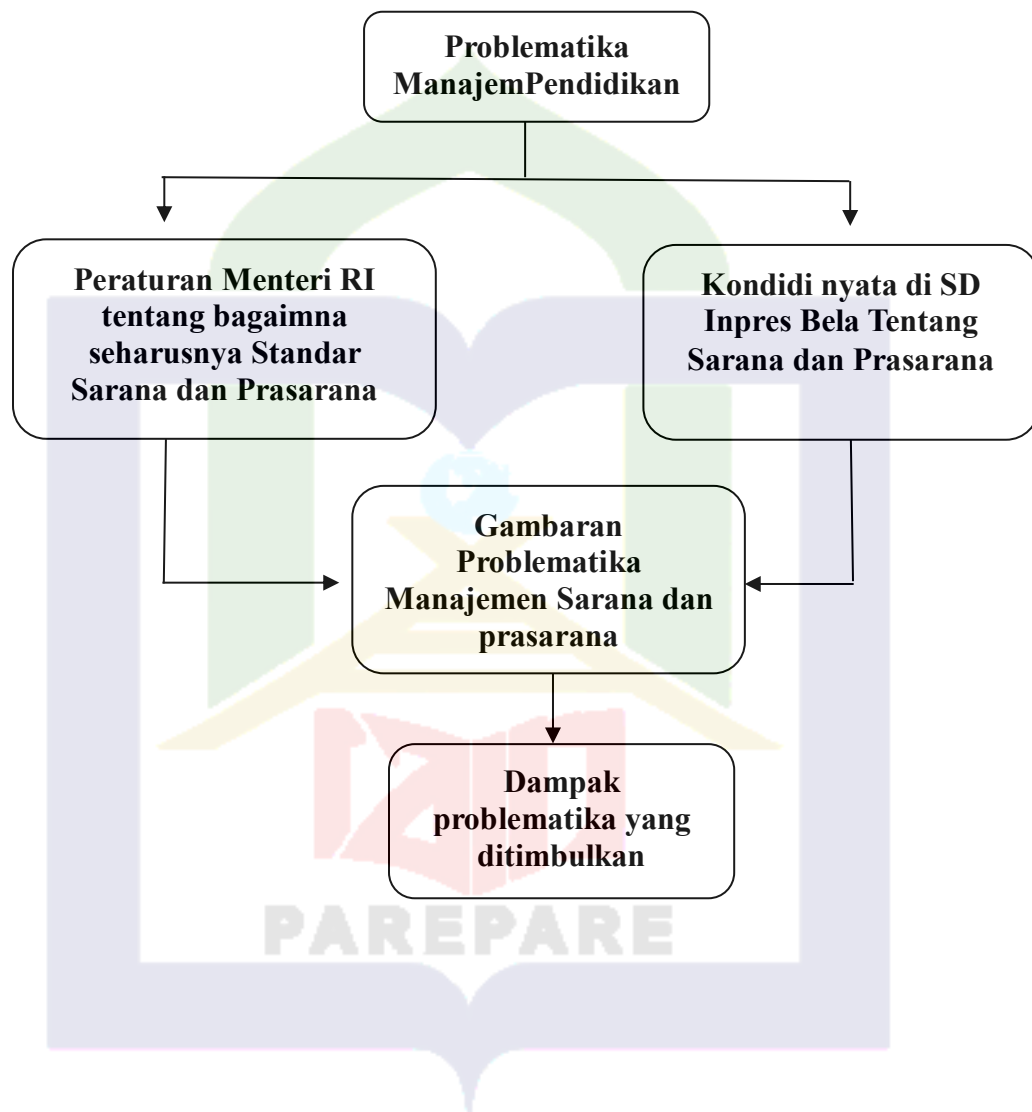 Problematika
ManajemPendidikan
Peraturan Menteri RI
tentang bagaimna
seharusnya Standar
Sarana dan Prasarana
Kondidi nyata di SD
Inpres Bela Tentang
Sarana dan Prasarana
Gambaran
Problematika
Manajemen Sarana dan
prasarana
Dampak
problematika yang
ditimbulkan
PAREPARE